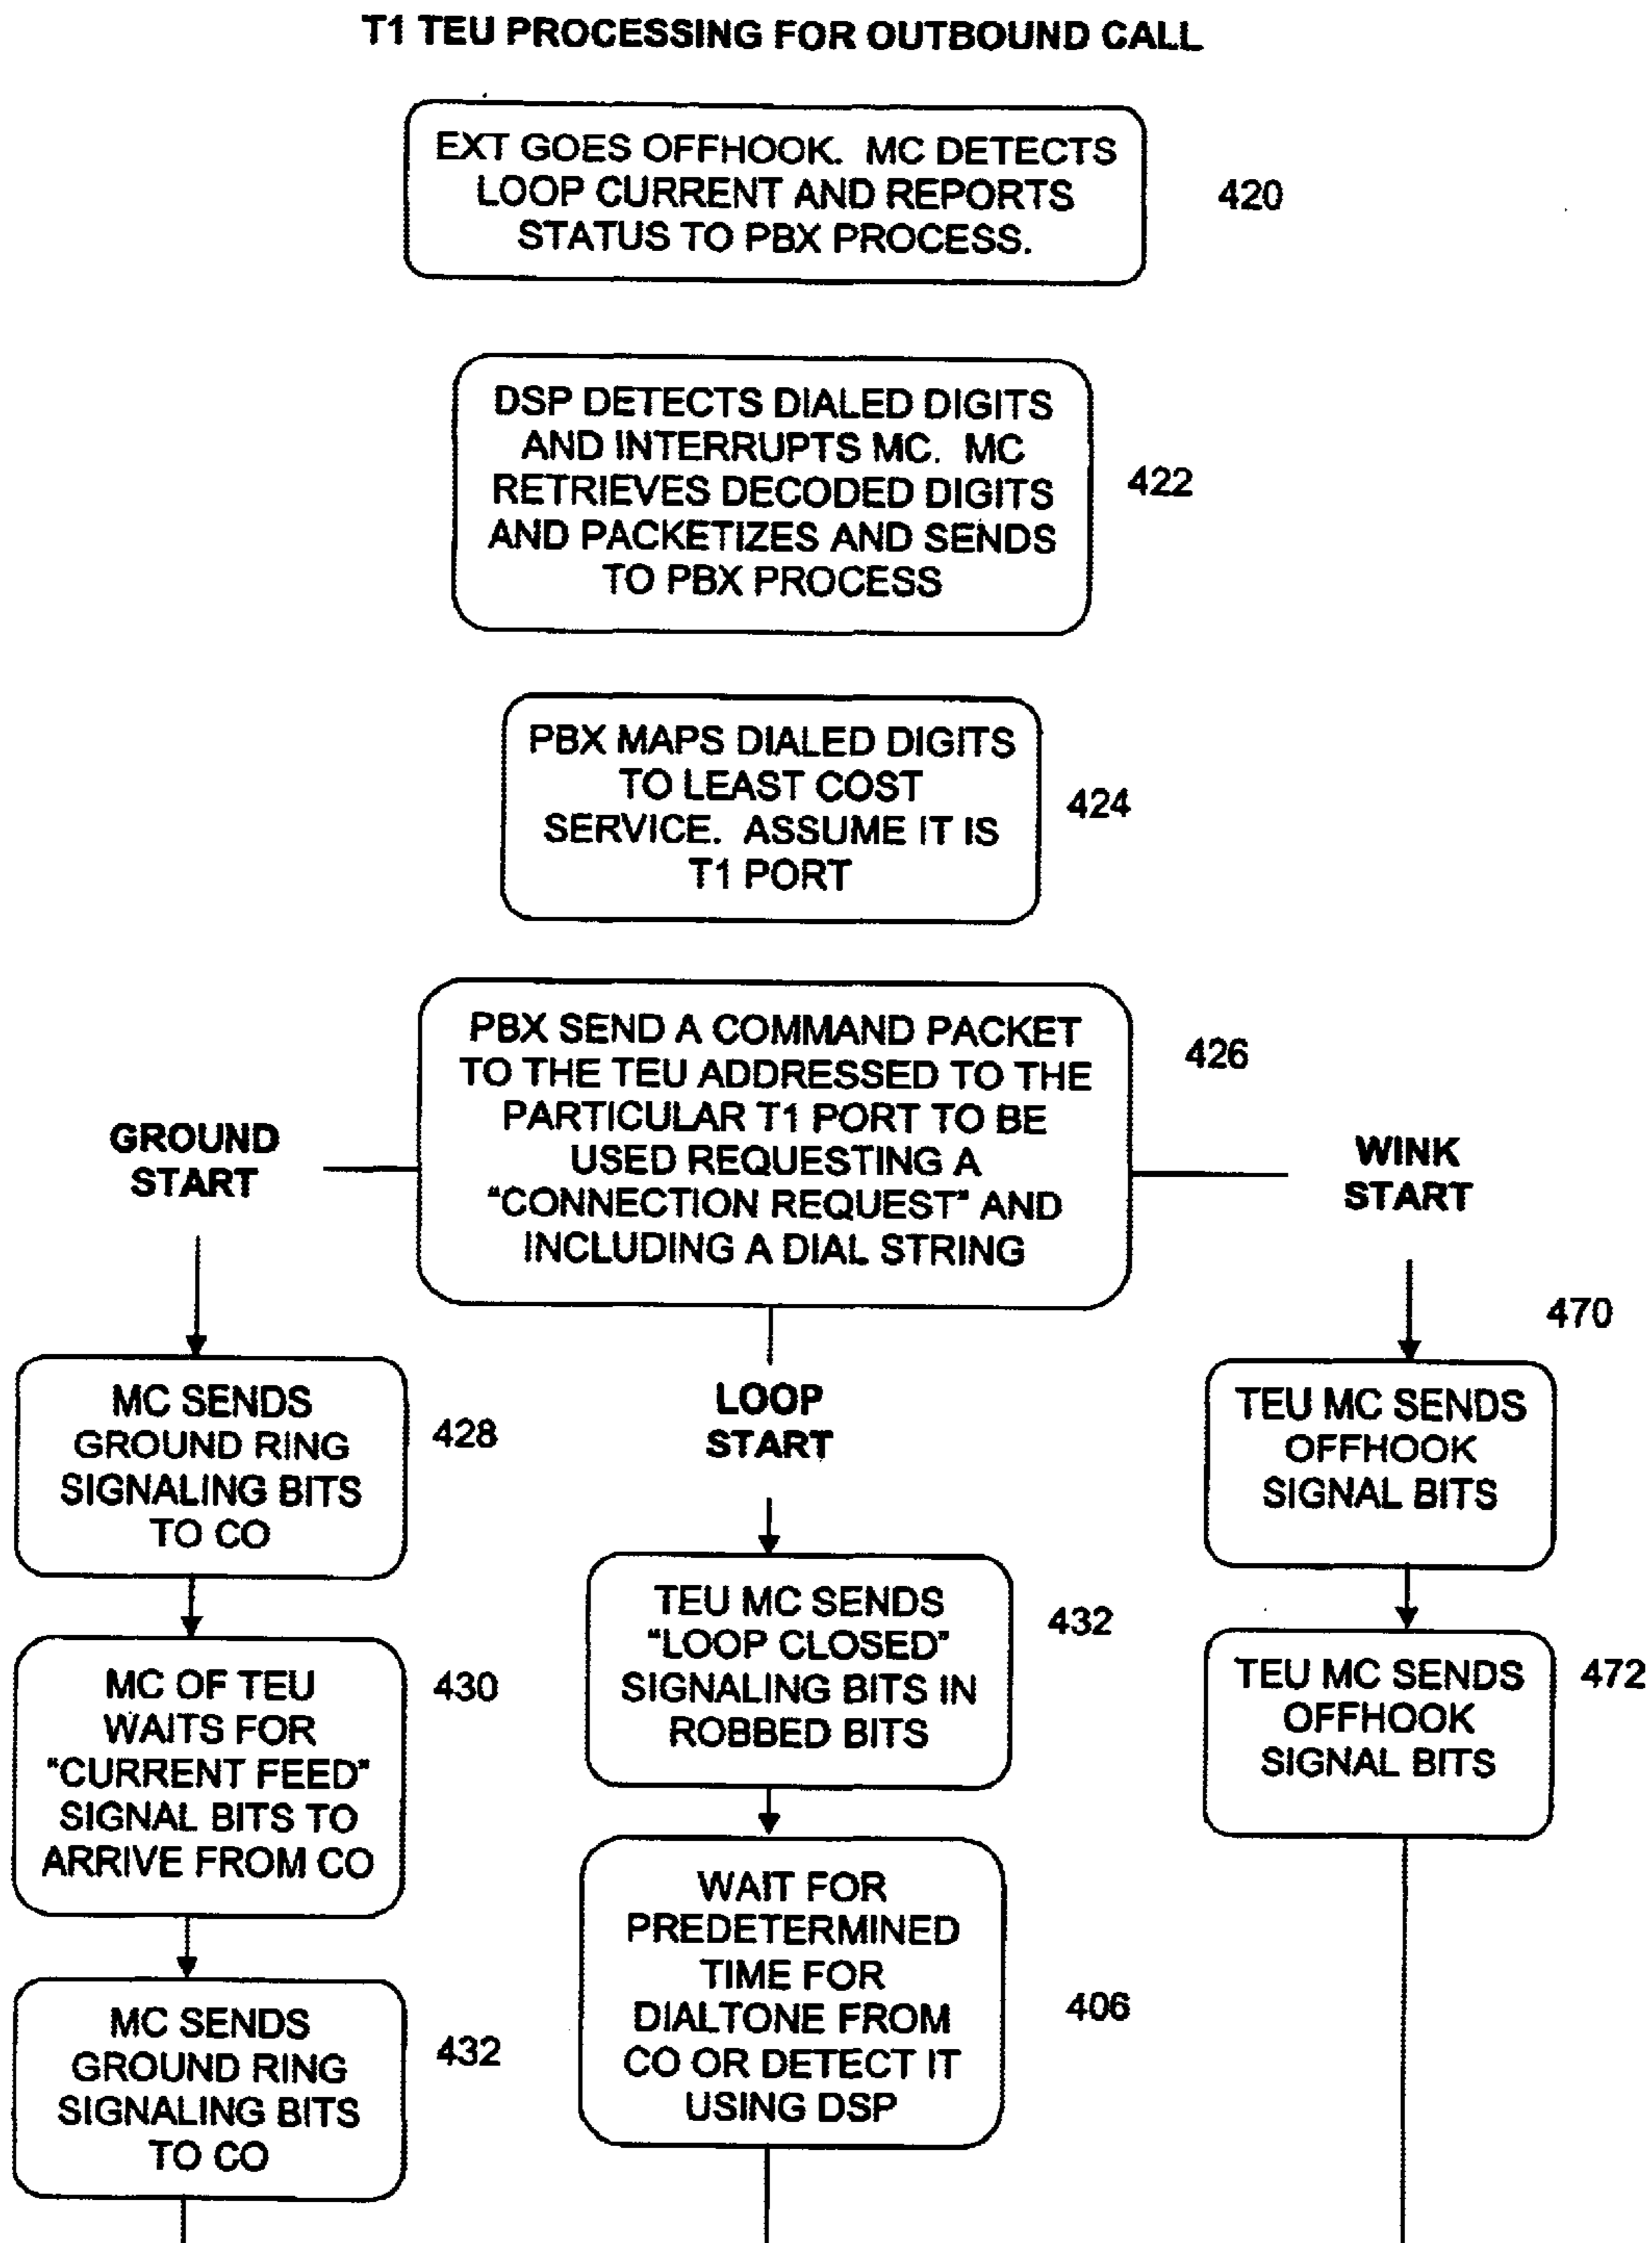 T1 TEU PROCESSING FOR OUTBOUND CALL
EXT GOES OFFHOOK. MC DETECTS
LOOP CURRENT AND REPORTS
STATUS TO PBX PROCESS.
420
DSP DETECTS DIALED DIGITS
AND INTERRUPTS MC. MC
RETRIEVES DECODED DIGITS
AND PACKETIZES AND SENDS
TO PBX PROCESS
422
PBX MAPS DIALED DIGITS
TO LEAST COST
SERVICE. ASSUME IT IS
T1 PORT
424
PBX SEND A COMMAND PACKET
TO THE TEU ADDRESSED TO THE
PARTICULAR T1 PORT TO BE
USED REQUESTING A
"CONNECTION REQUEST" AND
INCLUDING A DIAL STRING
426
GROUND
START
MC SENDS
GROUND RING
SIGNALING BITS
TO CO
428
MC OF TEU
WAITS FOR
"CURRENT FEED"
SIGNAL BITS TO
ARRIVE FROM CO
430
MC SENDS
GROUND RING
SIGNALING BITS
TO CO
432
LOOP
START
TEU MC SENDS
"LOOP CLOSED"
SIGNALING BITS IN
ROBBED BITS
432
WAIT FOR
PREDETERMINED
TIME FOR
DIALTONE FROM
CO OR DETECT IT
USING DSP
406
WINK
START
470
TEU MC SENDS
OFFHOOK
SIGNAL BITS
TEU MC SENDS
OFFHOOK
SIGNAL BITS
472